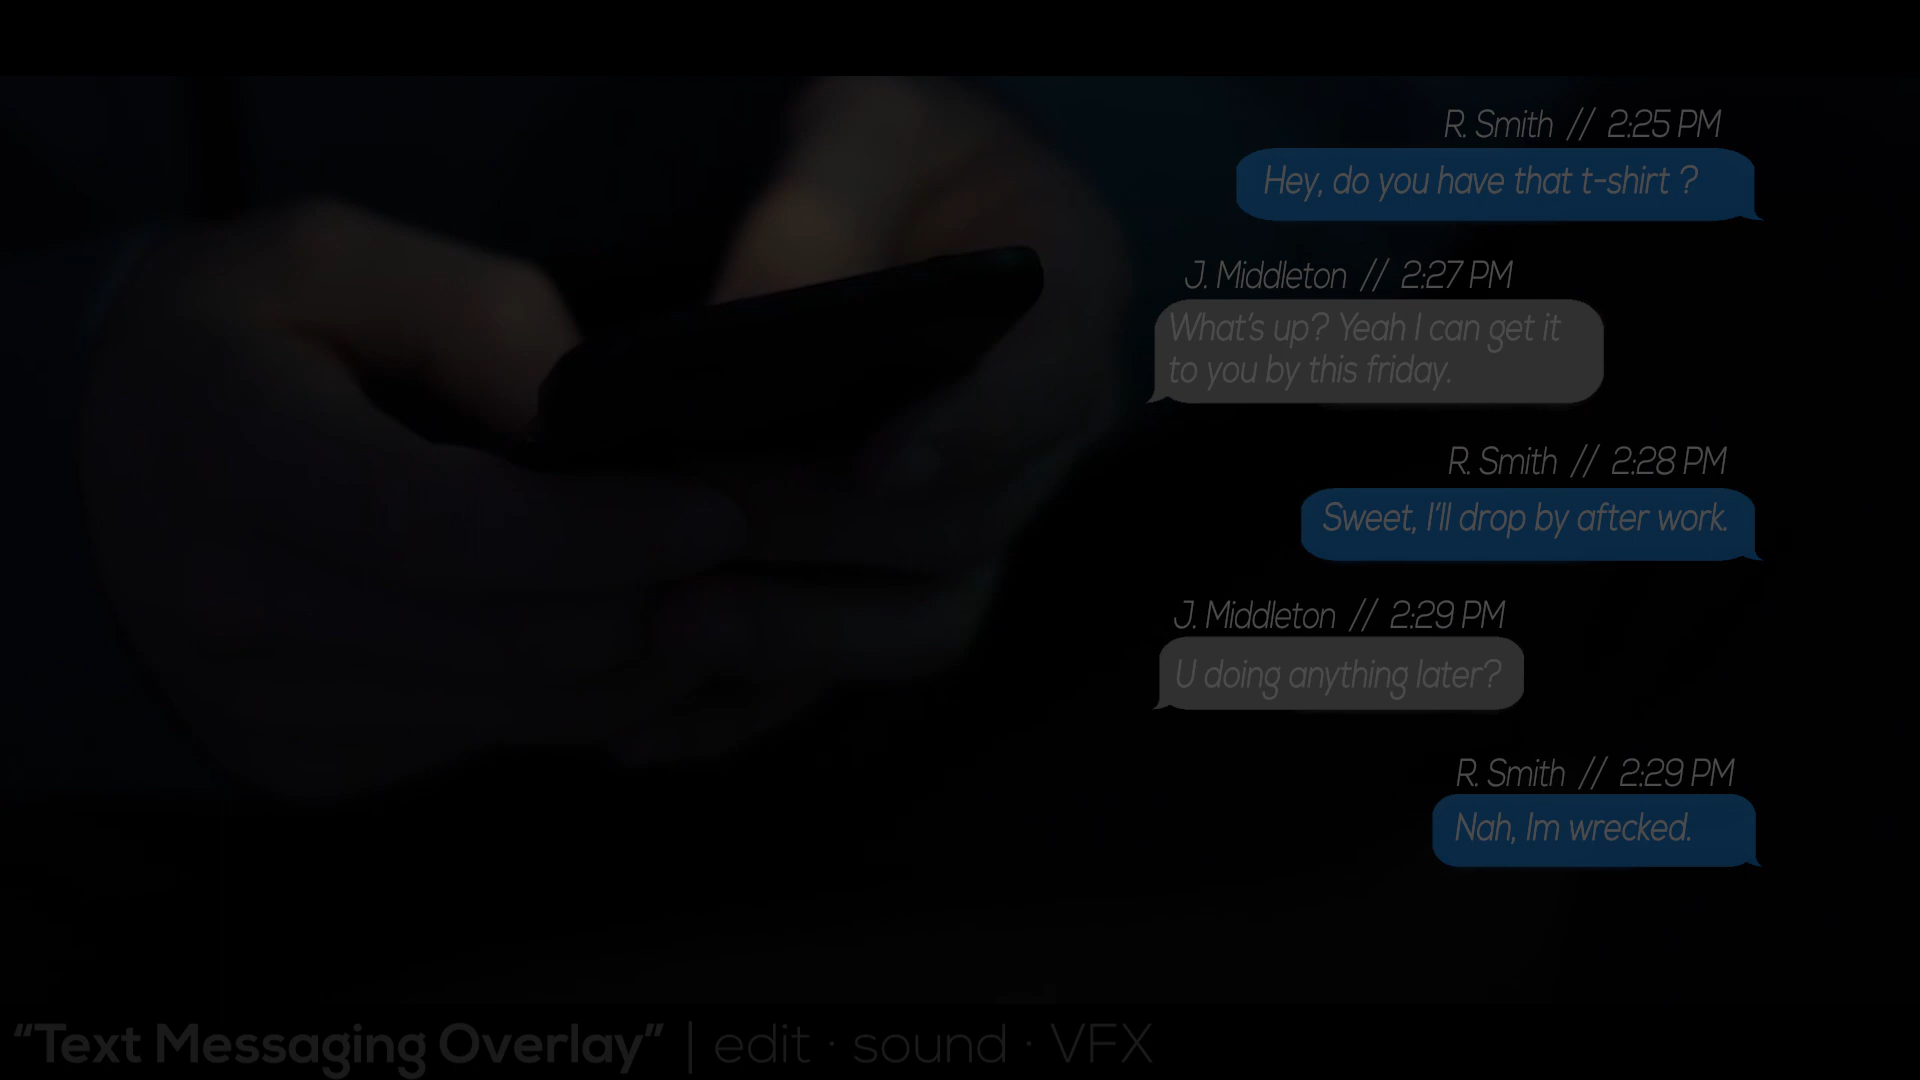 R. Smith // 2:25 PM
Hey, do you have that t-shirt ?
J. Middleton // 2:27 PM
What's up? Yeah I can get it
to you by this friday.
R. Smith // 2:28 PM
Sweet, I'll drop by after work.
J. Middleton // 2:29 PM
U doing anything later?
R. Smith // 2:29 PM
Nah, Im wrecked.
“Text Messaging Overlay” | edit · sound · VFX